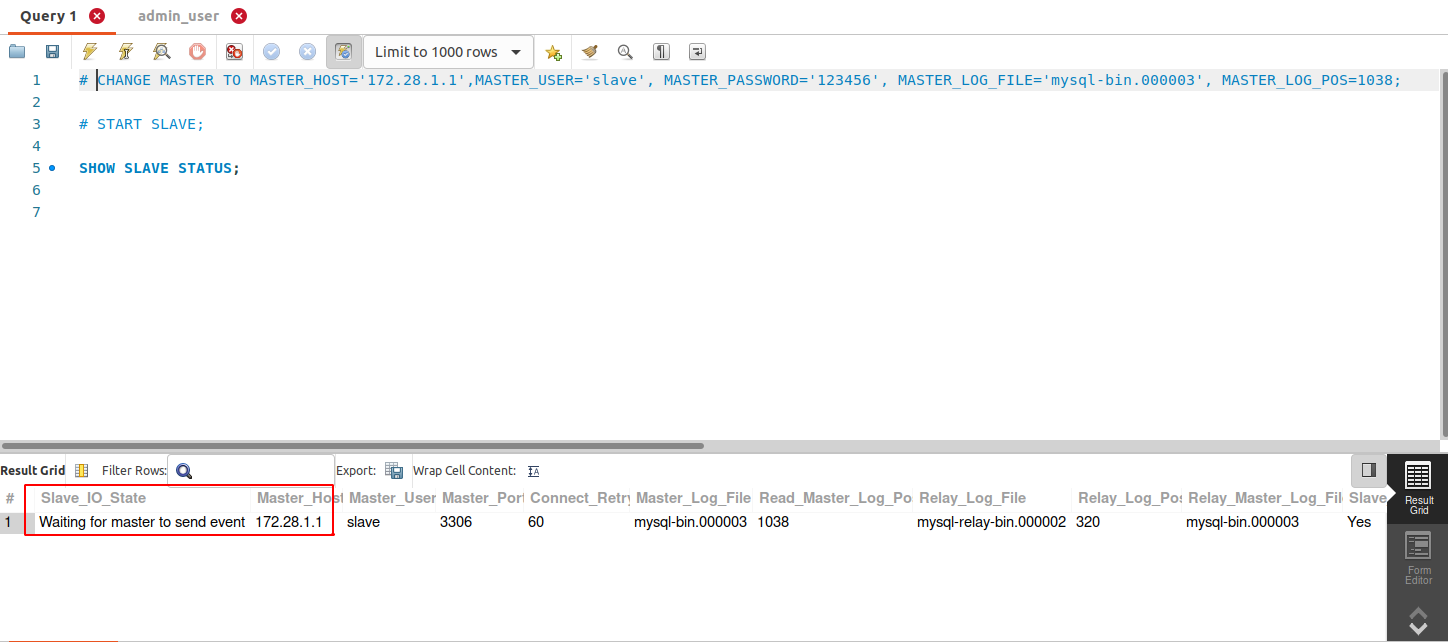 Query 1 admin_user
Limit to 1000 rows
1 # CHANGE MASTER TO MASTER_HOST='172.28.1.1',MASTER_USER='slave', MASTER_PASSWORD='123456', MASTER_LOG_FILE='mysql-bin.000003', MASTER_LOG_POS=1038;
2
3 # START SLAVE;
4
5 SHOW SLAVE STATUS;
6
7
Result Grid Filter Rows: Export: Wrap Cell Content:
# Slave_IO_State Master_Host Master_User Master_Port Connect_Retry Master_Log_File Read_Master_Log_Po Relay_Log_File Relay_Log_Pos Relay_Master_Log_Fil Slave
1 Waiting for master to send event 172.28.1.1 slave 3306 60 mysql-bin.000003 1038 mysql-relay-bin.000002 320 mysql-bin.000003 Yes
Result
Grid
Form
Editor